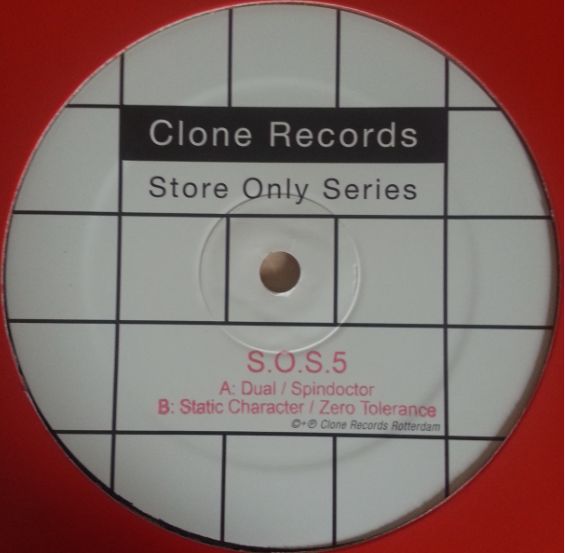 Clone Records
Store Only Series
S.O.S.5
A: Dual / Spindoctor
B: Static Character / Zero Tolerance
©+℗ Clone Records Rotterdam